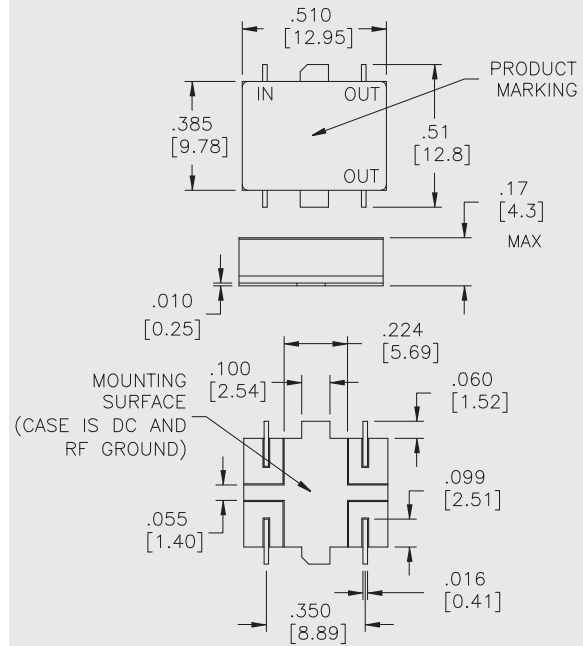 .510
[12.95]
PRODUCT
MARKING
IN
OUT
.385
[9.78]
.51
[12.8]
OUT
.17
[4.3]
MAX
.010
[0.25]
.224
[5.69]
.100
[2.54]
.060
[1.52]
MOUNTING
SURFACE
(CASE IS DC AND
RF GROUND)
.099
[2.51]
.055
[1.40]
.016
[0.41]
.350
[8.89]